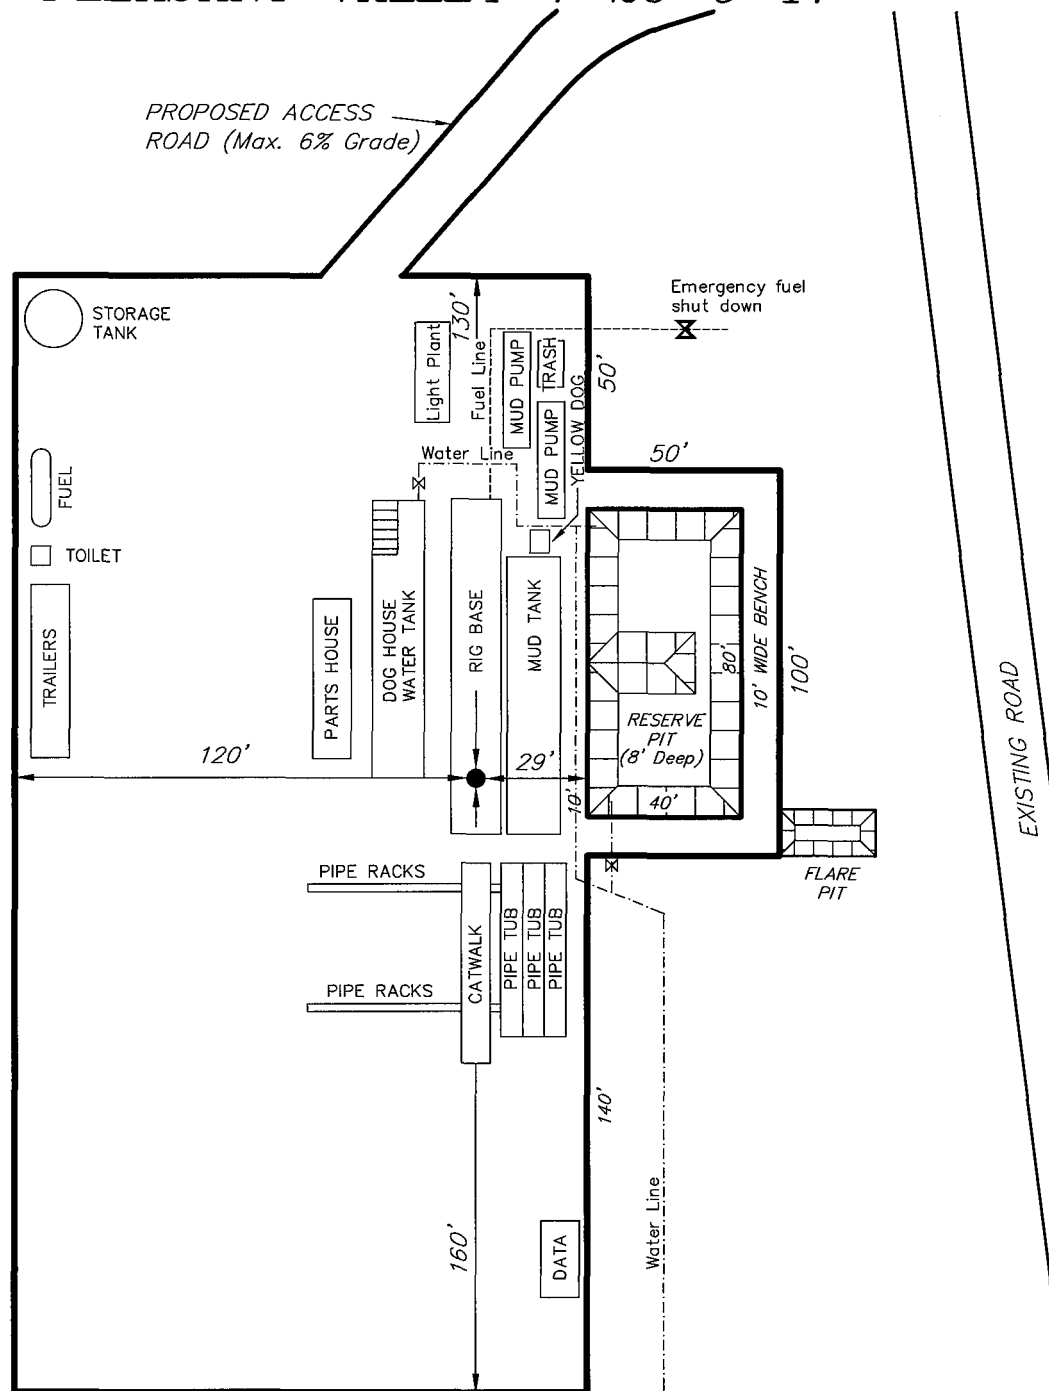 PROPOSED ACCESS
ROAD (Max. 6% Grade)
Emergency fuel
shut down
STORAGE
TANK
Light Plant
130'
Fuel Line
MUD PUMP
TRASH
50'
MUD PUMP
YELLOW DOG
Water Line
50'
FUEL
TOILET
TRAILERS
PARTS HOUSE
DOG HOUSE
WATER TANK
RIG BASE
MUD TANK
80'
10' WIDE BENCH
100'
RESERVE
PIT
(8' Deep)
EXISTING ROAD
120'
29'
10'
40'
FLARE
PIT
PIPE RACKS
CATWALK
PIPE TUB
PIPE TUB
PIPE TUB
PIPE RACKS
140'
160'
DATA
Water Line